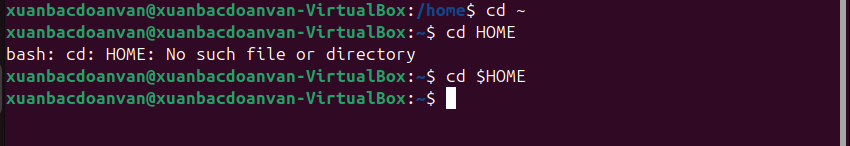 xuanbacdoanvan@xuanbacdoanvan-VirtualBox:/home$ cd ~
xuanbacdoanvan@xuanbacdoanvan-VirtualBox:~$ cd HOME
bash: cd: HOME: No such file or directory
xuanbacdoanvan@xuanbacdoanvan-VirtualBox:~$ cd $HOME
xuanbacdoanvan@xuanbacdoanvan-VirtualBox:~$